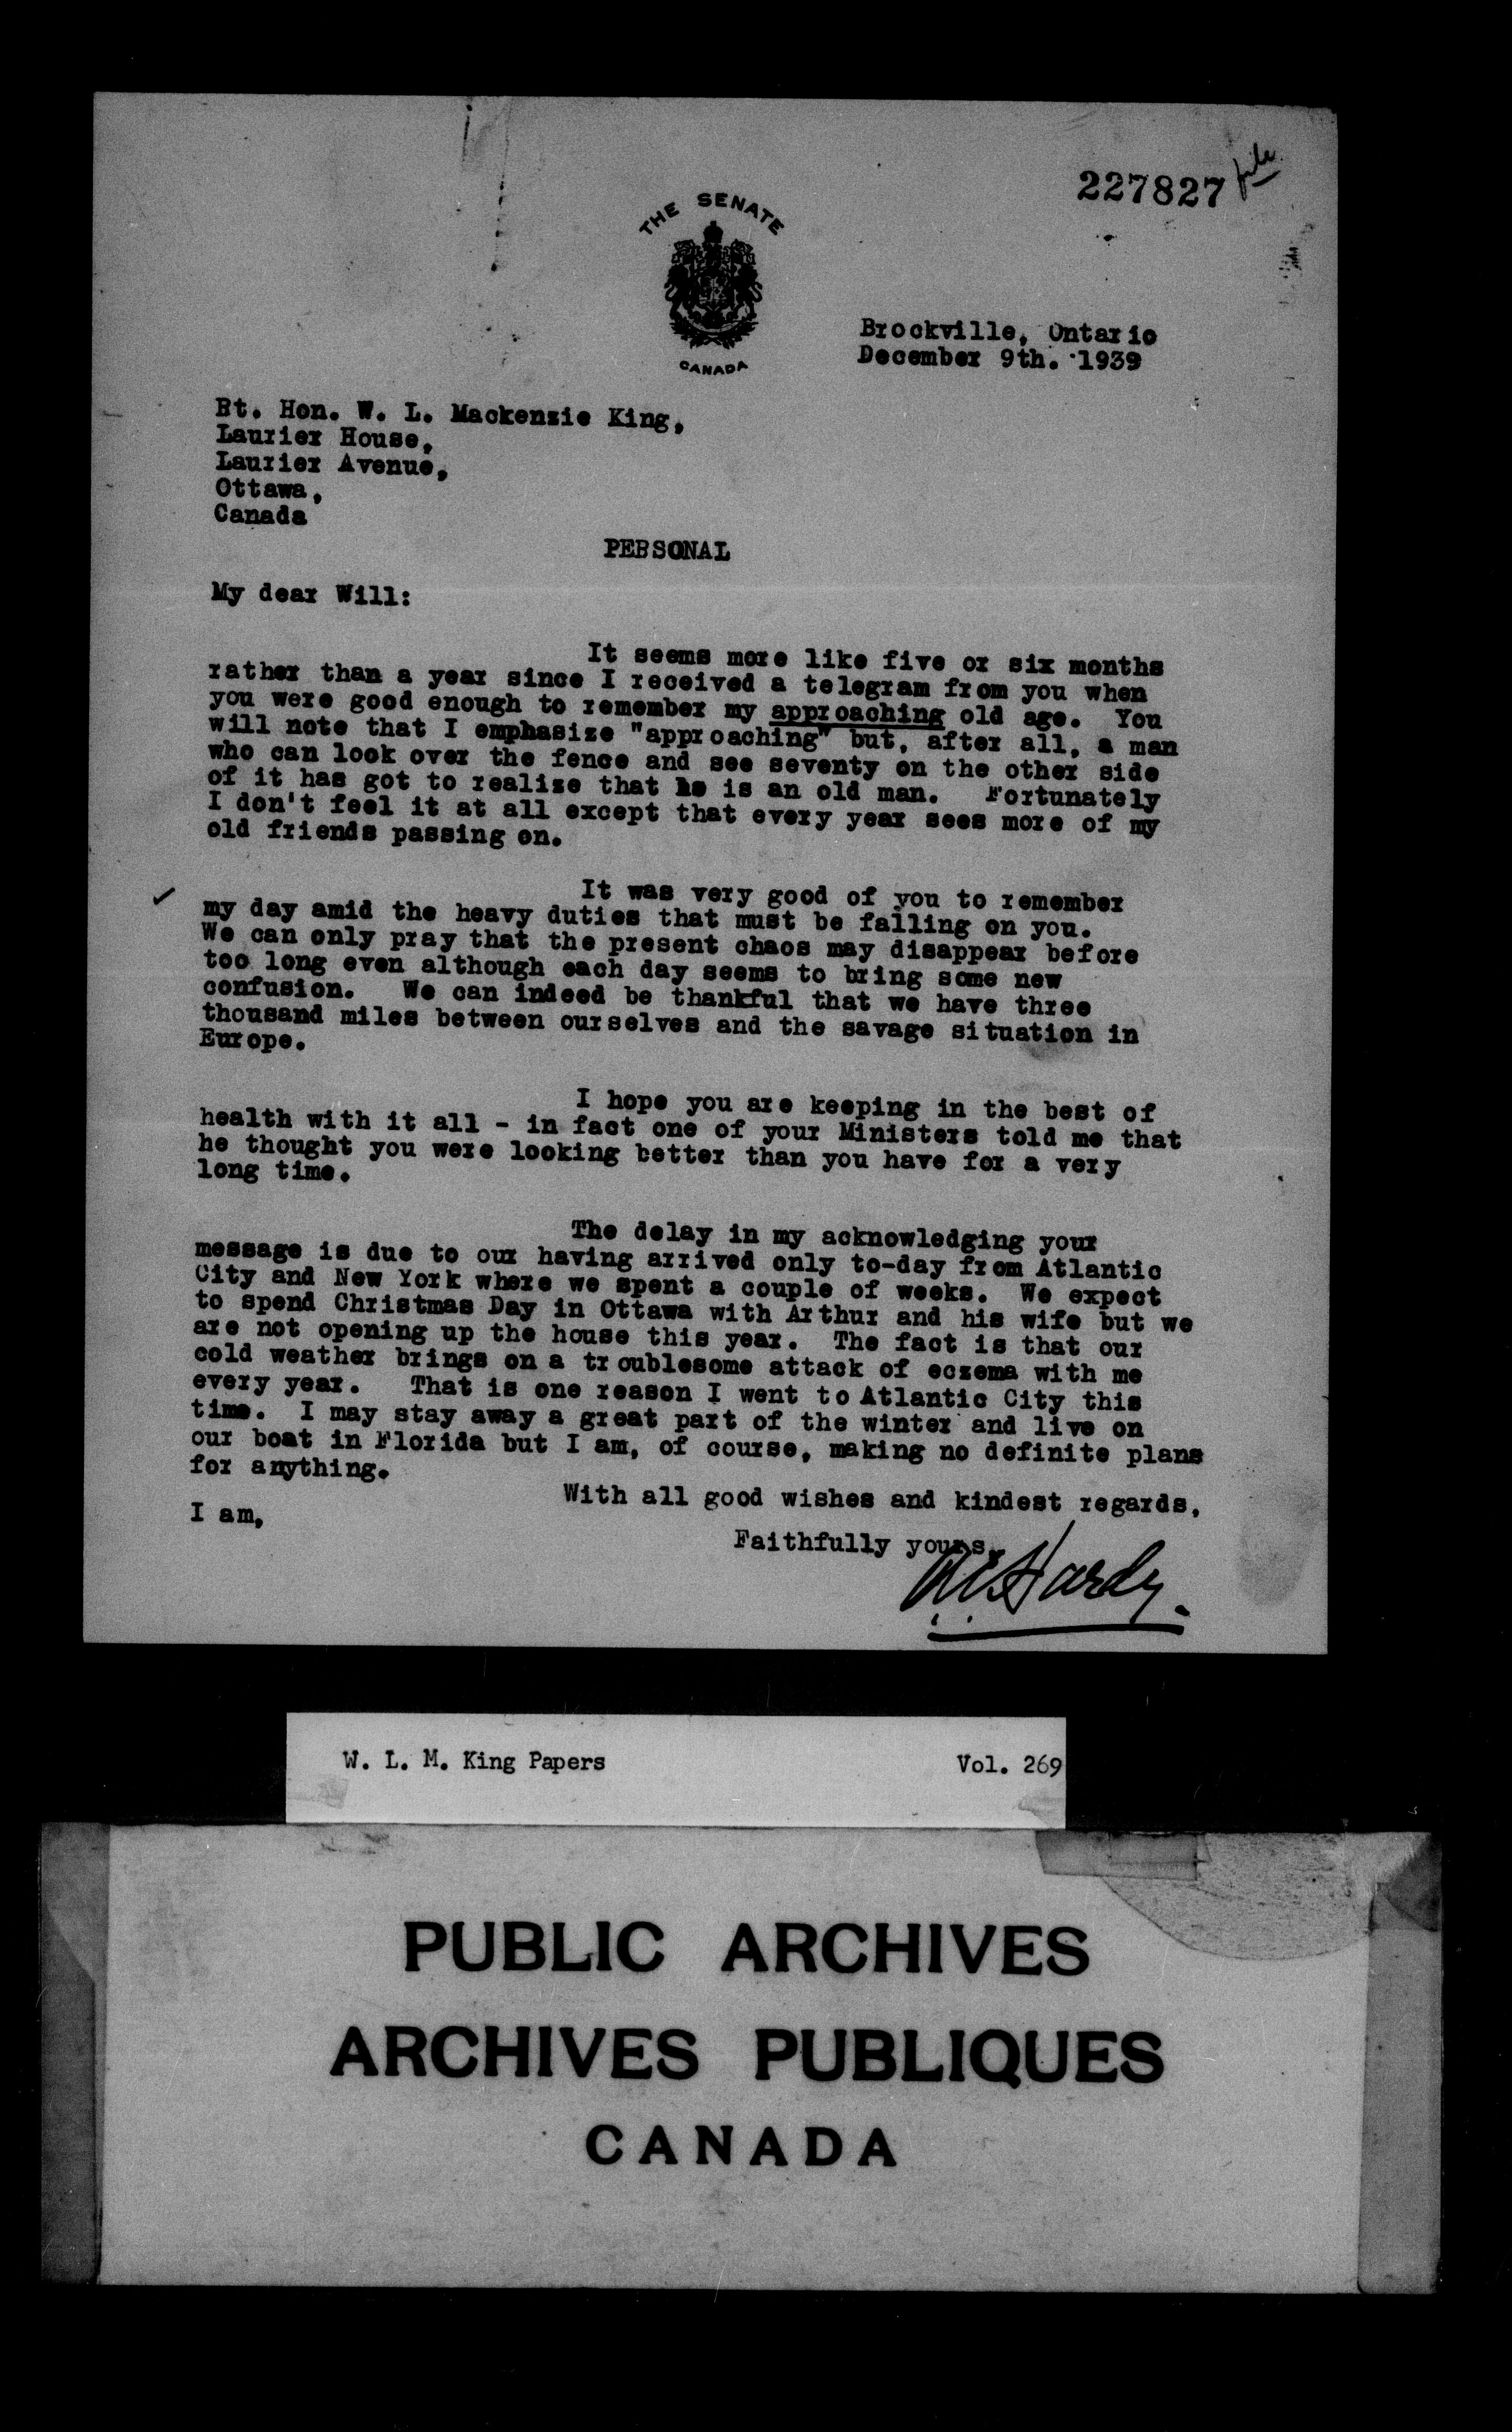 227827 file
THE SENATE
CANADA
Brockville, Ontario
December 9th. 1939
Rt. Hon. W. L. Mackenzie King,
Laurier House,
Laurier Avenue,
Ottawa,
Canada
PERSONAL
My dear Will:
It seems more like five or six months
rather than a year since I received a telegram from you when
you were good enough to remember my approaching old age. You
will note that I emphasize "approaching" but, after all, a man
who can look over the fence and see seventy on the other side
of it has got to realize that he is an old man. Fortunately
I don't feel it at all except that every year sees more of my
old friends passing on.
It was very good of you to remember
my day amid the heavy duties that must be falling on you.
We can only pray that the present chaos may disappear before
too long even although each day seems to bring some new
confusion. We can indeed be thankful that we have three
thousand miles between ourselves and the savage situation in
Europe.
I hope you are keeping in the best of
health with it all - in fact one of your Ministers told me that
he thought you were looking better than you have for a very
long time.
The delay in my acknowledging your
message is due to our having arrived only to-day from Atlantic
City and New York where we spent a couple of weeks. We expect
to spend Christmas Day in Ottawa with Arthur and his wife but we
are not opening up the house this year. The fact is that our
cold weather brings on a troublesome attack of eczema with me
every year. That is one reason I went to Atlantic City this
time. I may stay away a great part of the winter and live on
our boat in Florida but I am, of course, making no definite plans
for anything.
With all good wishes and kindest regards,
I am,
Faithfully yours,
A.C. Hardy.
W. L. M. King Papers Vol. 269
PUBLIC ARCHIVES
ARCHIVES PUBLIQUES
CANADA